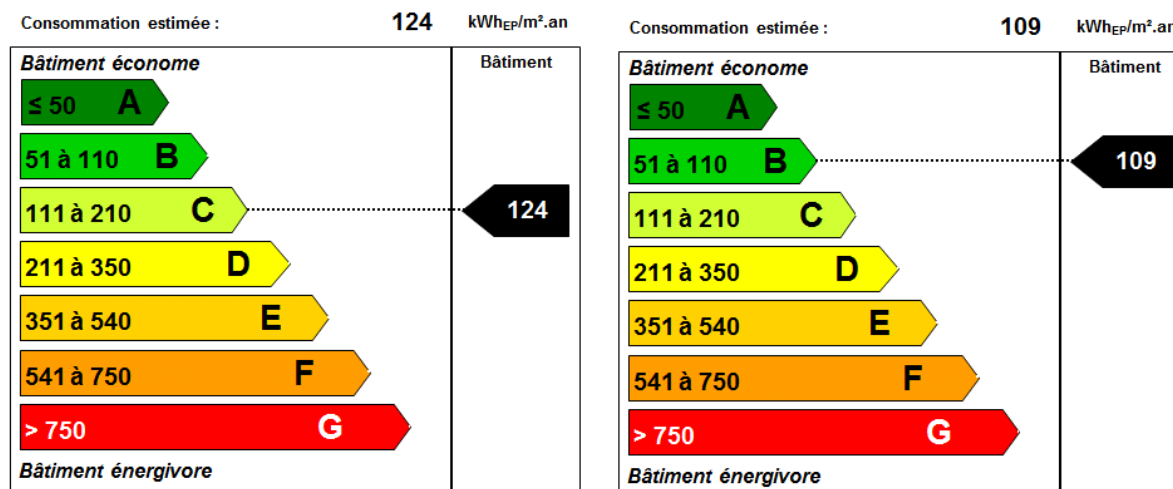 Consommation estimée : 124 kWhEP/m².an
Bâtiment économe Bâtiment
≤ 50 A
51 à 110 B
111 à 210 C 124
211 à 350 D
351 à 540 E
541 à 750 F
> 750 G
Bâtiment énergivore
Consommation estimée : 109 kWhEP/m².an
Bâtiment économe Bâtiment
≤ 50 A
51 à 110 B 109
111 à 210 C
211 à 350 D
351 à 540 E
541 à 750 F
> 750 G
Bâtiment énergivore